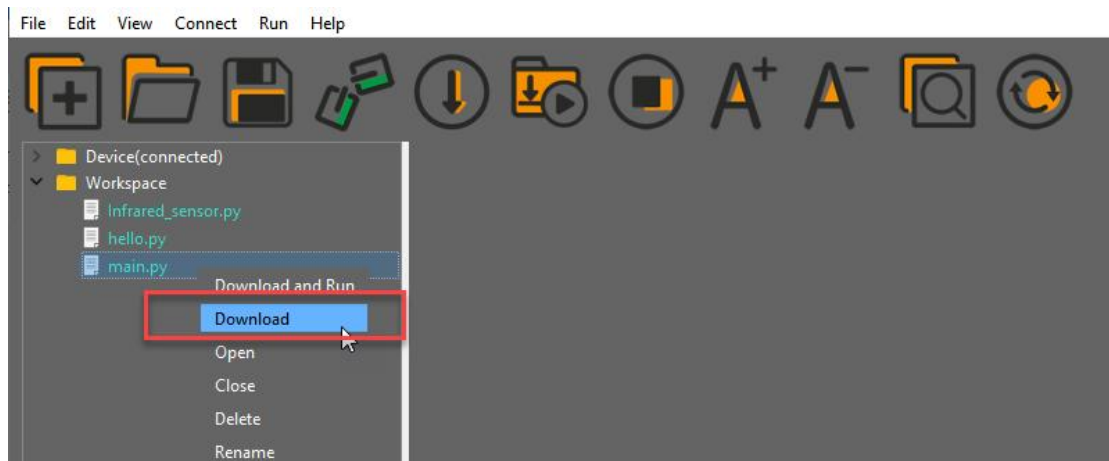 File Edit View Connect Run Help
A+ A-
Device(connected)
Workspace
Infrared_sensor.py
hello.py
main.py
Download and Run
Download
Open
Close
Delete
Rename